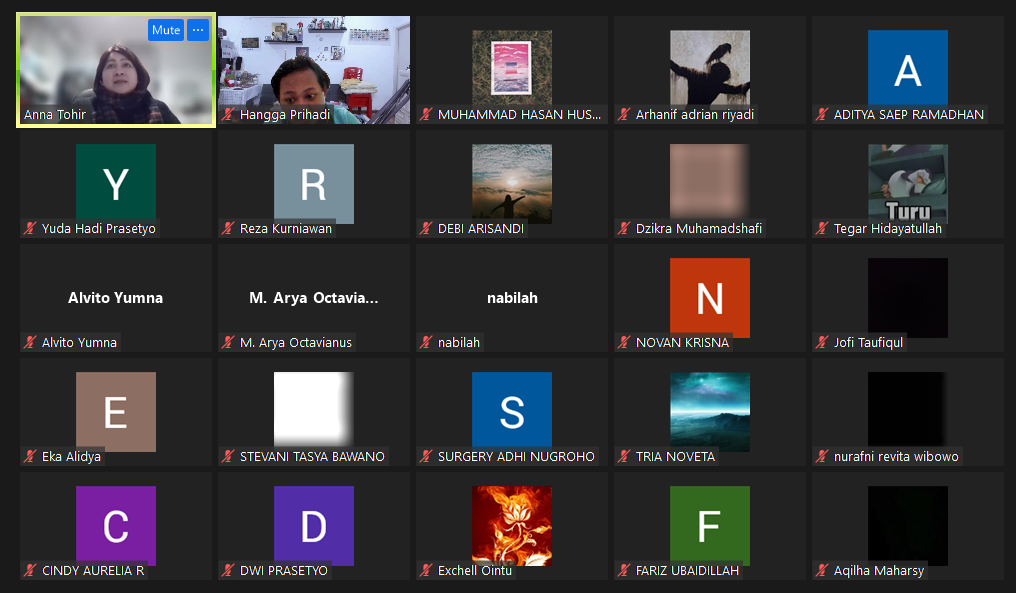 Mute ...
Anna Tohir
Hangga Prihadi
MUHAMMAD HASAN HUS...
Arhanif adrian riyadi
A
ADITYA SAEP RAMADHAN
Y
Yuda Hadi Prasetyo
R
Reza Kurniawan
DEBI ARISANDI
Dzikra Muhamadshafi
Turu
Tegar Hidayatullah
Alvito Yumna
Alvito Yumna
M. Arya Octavia...
M. Arya Octavianus
nabilah
nabilah
N
NOVAN KRISNA
Jofi Taufiqul
E
Eka Alidya
STEVANI TASYA BAWANO
S
SURGERY ADHI NUGROHO
TRIA NOVETA
nurafni revita wibowo
C
CINDY AURELIA R
D
DWI PRASETYO
Exchell Ointu
F
FARIZ UBAIDILLAH
Aqilha Maharsy